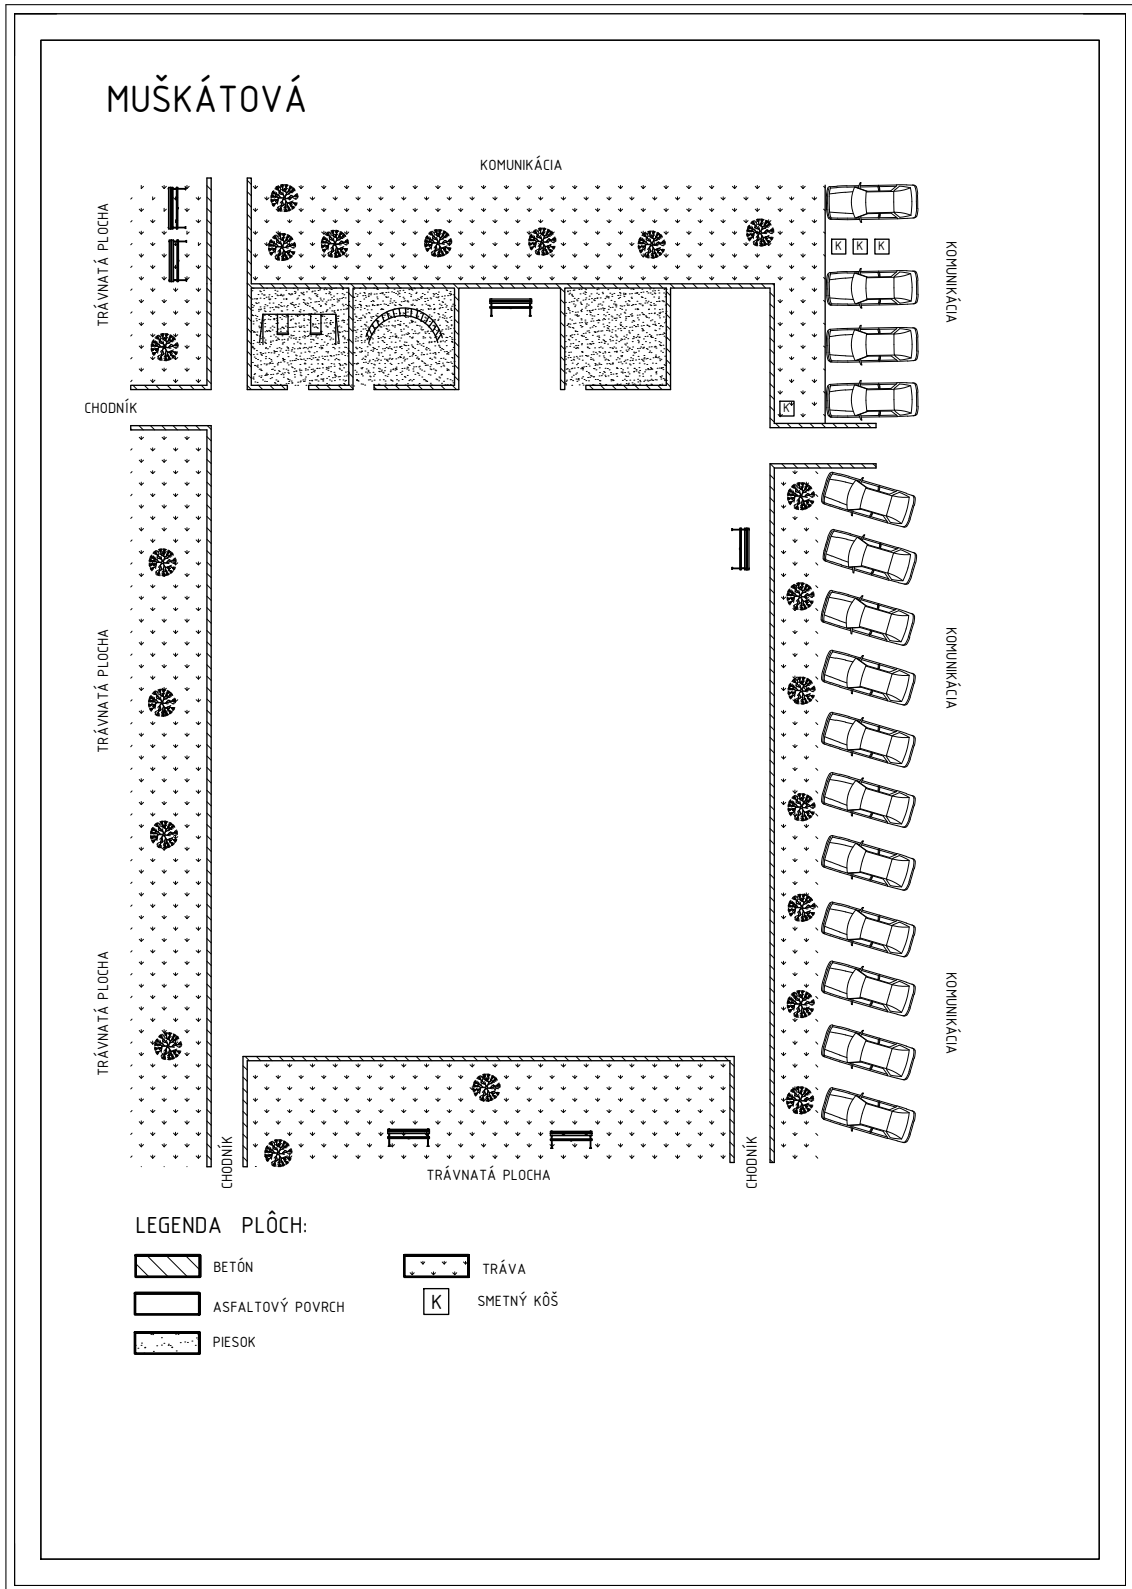 MUŠKÁTOVÁ
KOMUNIKÁCIA
TRÁVNATÁ PLOCHA
KOMUNIKÁCIA
K K K
CHODNÍK
K
TRÁVNATÁ PLOCHA
KOMUNIKÁCIA
TRÁVNATÁ PLOCHA
KOMUNIKÁCIA
CHODNÍK
TRÁVNATÁ PLOCHA
CHODNÍK
LEGENDA PLÔCH:
BETÓN
ASFALTOVÝ POVRCH
PIESOK
TRÁVA
K SMETNÝ KÔŠ